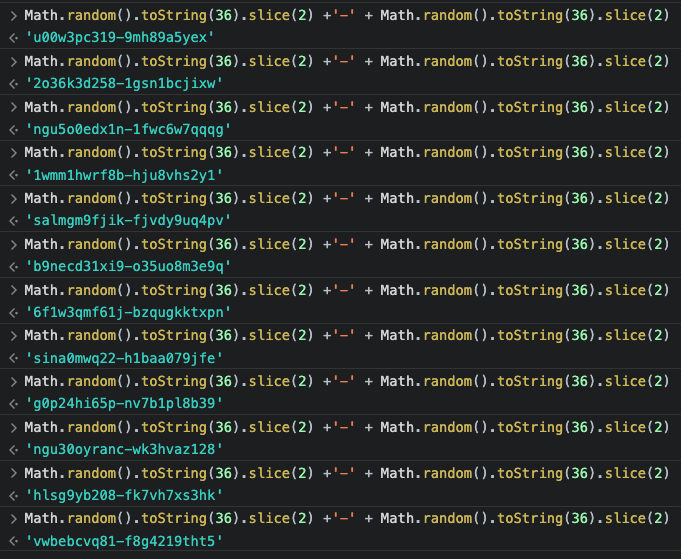 > Math.random().toString(36).slice(2) +'-' + Math.random().toString(36).slice(2)
'u00w3pc319-9mh89a5yex'
> Math.random().toString(36).slice(2) +'-' + Math.random().toString(36).slice(2)
'2o36k3d258-1gsn1bcjixw'
> Math.random().toString(36).slice(2) +'-' + Math.random().toString(36).slice(2)
'ngu5o0edx1n-1fwc6w7qqqg'
> Math.random().toString(36).slice(2) +'-' + Math.random().toString(36).slice(2)
'1wmm1hwrf8b-hju8vhs2y1'
> Math.random().toString(36).slice(2) +'-' + Math.random().toString(36).slice(2)
'salmgm9fjik-fjvdy9uq4pv'
> Math.random().toString(36).slice(2) +'-' + Math.random().toString(36).slice(2)
'b9necd31xi9-o35uo8m3e9q'
> Math.random().toString(36).slice(2) +'-' + Math.random().toString(36).slice(2)
'6f1w3qmf61j-bzqugkktxpn'
> Math.random().toString(36).slice(2) +'-' + Math.random().toString(36).slice(2)
'sina0mwq22-h1baa079jfe'
> Math.random().toString(36).slice(2) +'-' + Math.random().toString(36).slice(2)
'g0p24hi65p-nv7b1pl8b39'
> Math.random().toString(36).slice(2) +'-' + Math.random().toString(36).slice(2)
'ngu30oyranc-wk3hvaz128'
> Math.random().toString(36).slice(2) +'-' + Math.random().toString(36).slice(2)
'hlsg9yb208-fk7vh7xs3hk'
> Math.random().toString(36).slice(2) +'-' + Math.random().toString(36).slice(2)
'vwbebcvq81-f8g4219tht5'